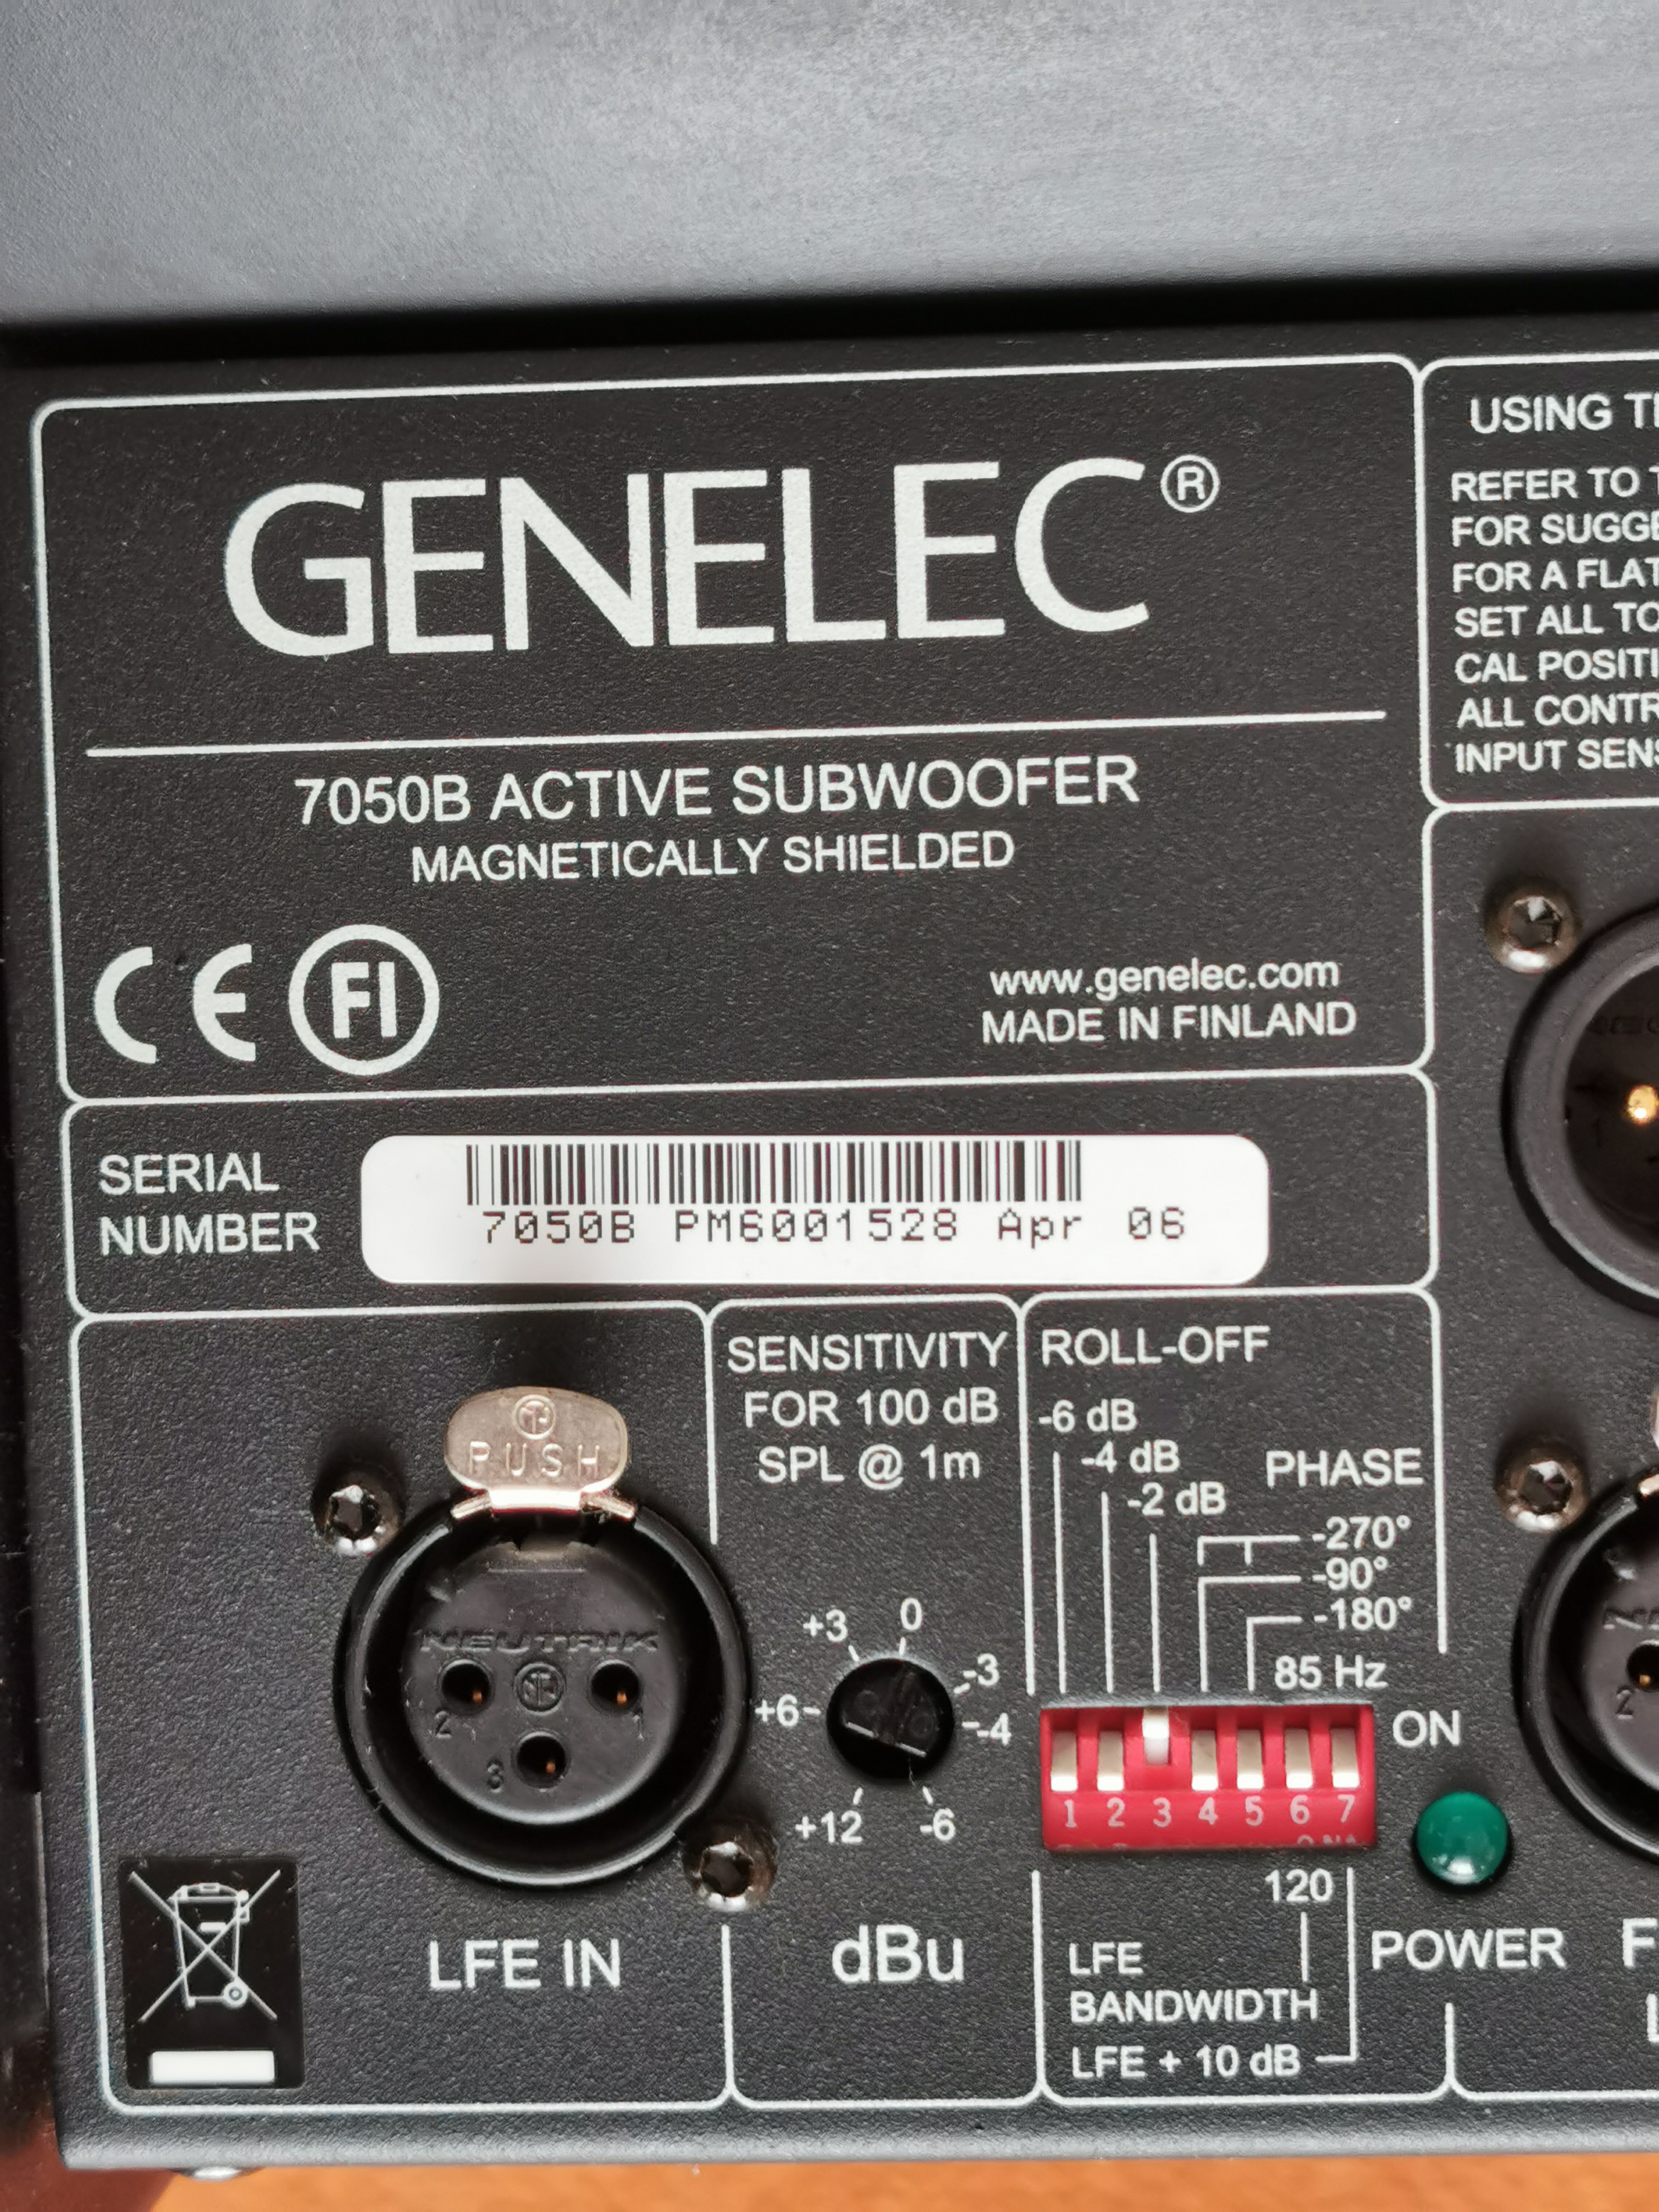 GENELEC®
7050B ACTIVE SUBWOOFER
MAGNETICALLY SHIELDED
CE FI
www.genelec.com
MADE IN FINLAND
USING
REFER TO
FOR
FOR A FLAT
SET ALL TO
CAL
ALL
INPUT
SERIAL
NUMBER
7050B PM6001528 Apr 06
PUSH
NEUTRIK
2 1
3
LFE IN
SENSITIVITY
FOR 100 dB
SPL @ 1m
+3 0
-3
+6 -4
+12 -6
dBu
ROLL-OFF
-6 dB
-4 dB
-2 dB
PHASE
-270°
-90°
-180°
85 Hz
ON
1 2 3 4 5 6 7
120
LFE
BANDWIDTH
LFE + 10 dB
POWER
2